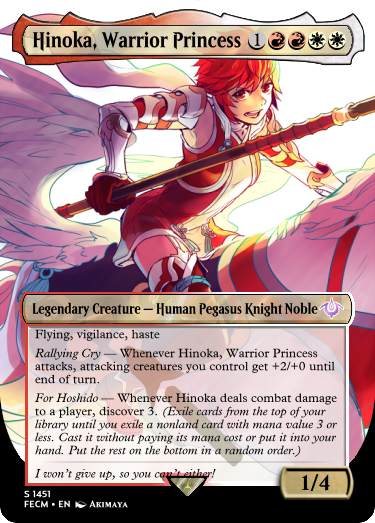 Hinoka, Warrior Princess 1
Legendary Creature — Human Pegasus Knight Noble
Flying, vigilance, haste
Rallying Cry — Whenever Hinoka, Warrior Princess
attacks, attacking creatures you control get +2/+0 until
end of turn.
For Hoshido — Whenever Hinoka deals combat damage
to a player, discover 3. (Exile cards from the top of your
library until you exile a nonland card with mana value 3 or
less. Cast it without paying its mana cost or put it into your
hand. Put the rest on the bottom in a random order.)
I won't give up, so you can't either!
1/4
S 1451
FECM • EN Akimaya